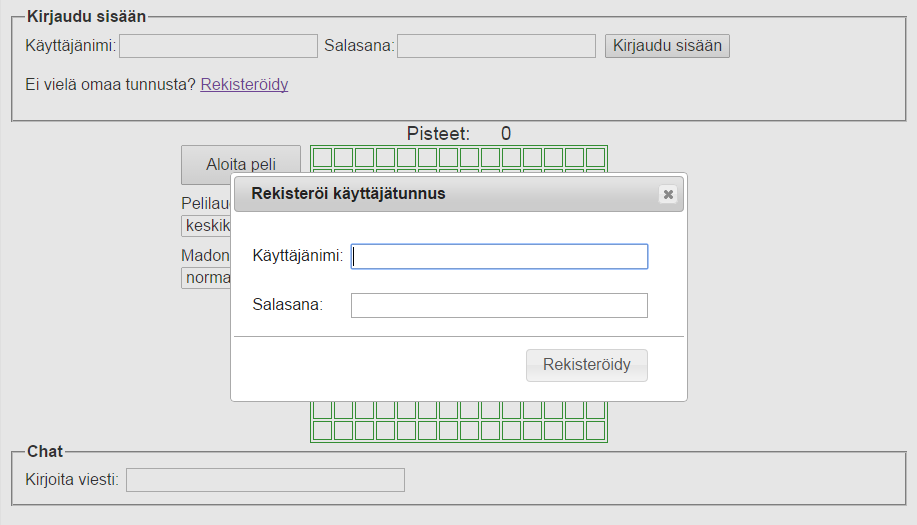 Kirjaudu sisään
Käyttäjänimi: Salasana: Kirjaudu sisään
Ei vielä omaa tunnusta? Rekisteröidy
Pisteet: 0
Aloita peli
Pelilau
keskik
Madon
norma
Rekisteröi käyttäjätunnus
Käyttäjänimi:
Salasana:
Rekisteröidy
Chat
Kirjoita viesti: